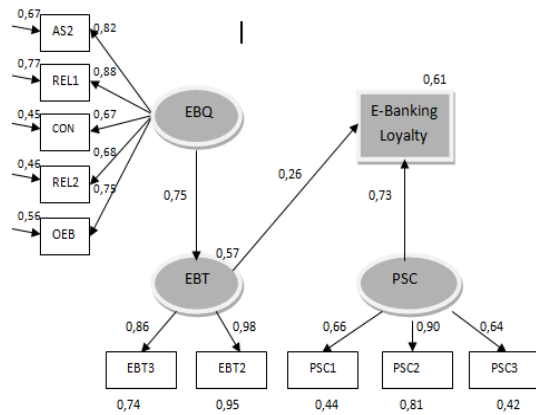 0,67
AS2
0,82
0,77
REL1
0,88
0,45
CON
0,67
0,46
REL2
0,68
0,75
0,56
OEB
EBQ
0,61
E-Banking
Loyalty
0,75
0,26
0,73
0,57
EBT
PSC
0,86
0,98
0,66
0,90
0,64
EBT3
EBT2
PSC1
PSC2
PSC3
0,74
0,95
0,44
0,81
0,42